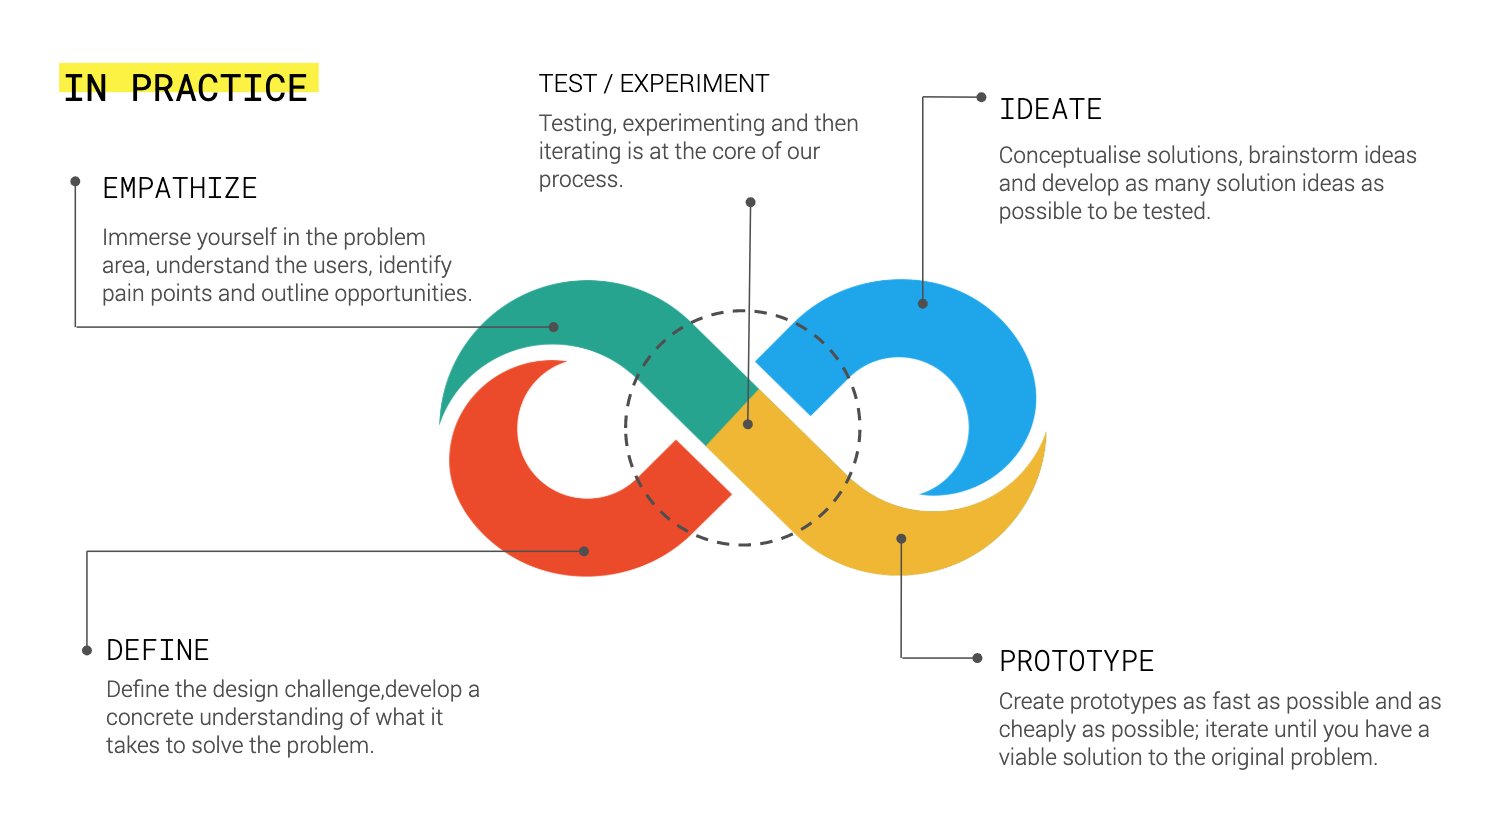 IN PRACTICE
EMPATHIZE
Immerse yourself in the problem
area, understand the users, identify
pain points and outline opportunities.
TEST / EXPERIMENT
Testing, experimenting and then
iterating is at the core of our
process.
IDEATE
Conceptualise solutions, brainstorm ideas
and develop as many solution ideas as
possible to be tested.
DEFINE
Define the design challenge,develop a
concrete understanding of what it
takes to solve the problem.
PROTOTYPE
Create prototypes as fast as possible and as
cheaply as possible; iterate until you have a
viable solution to the original problem.